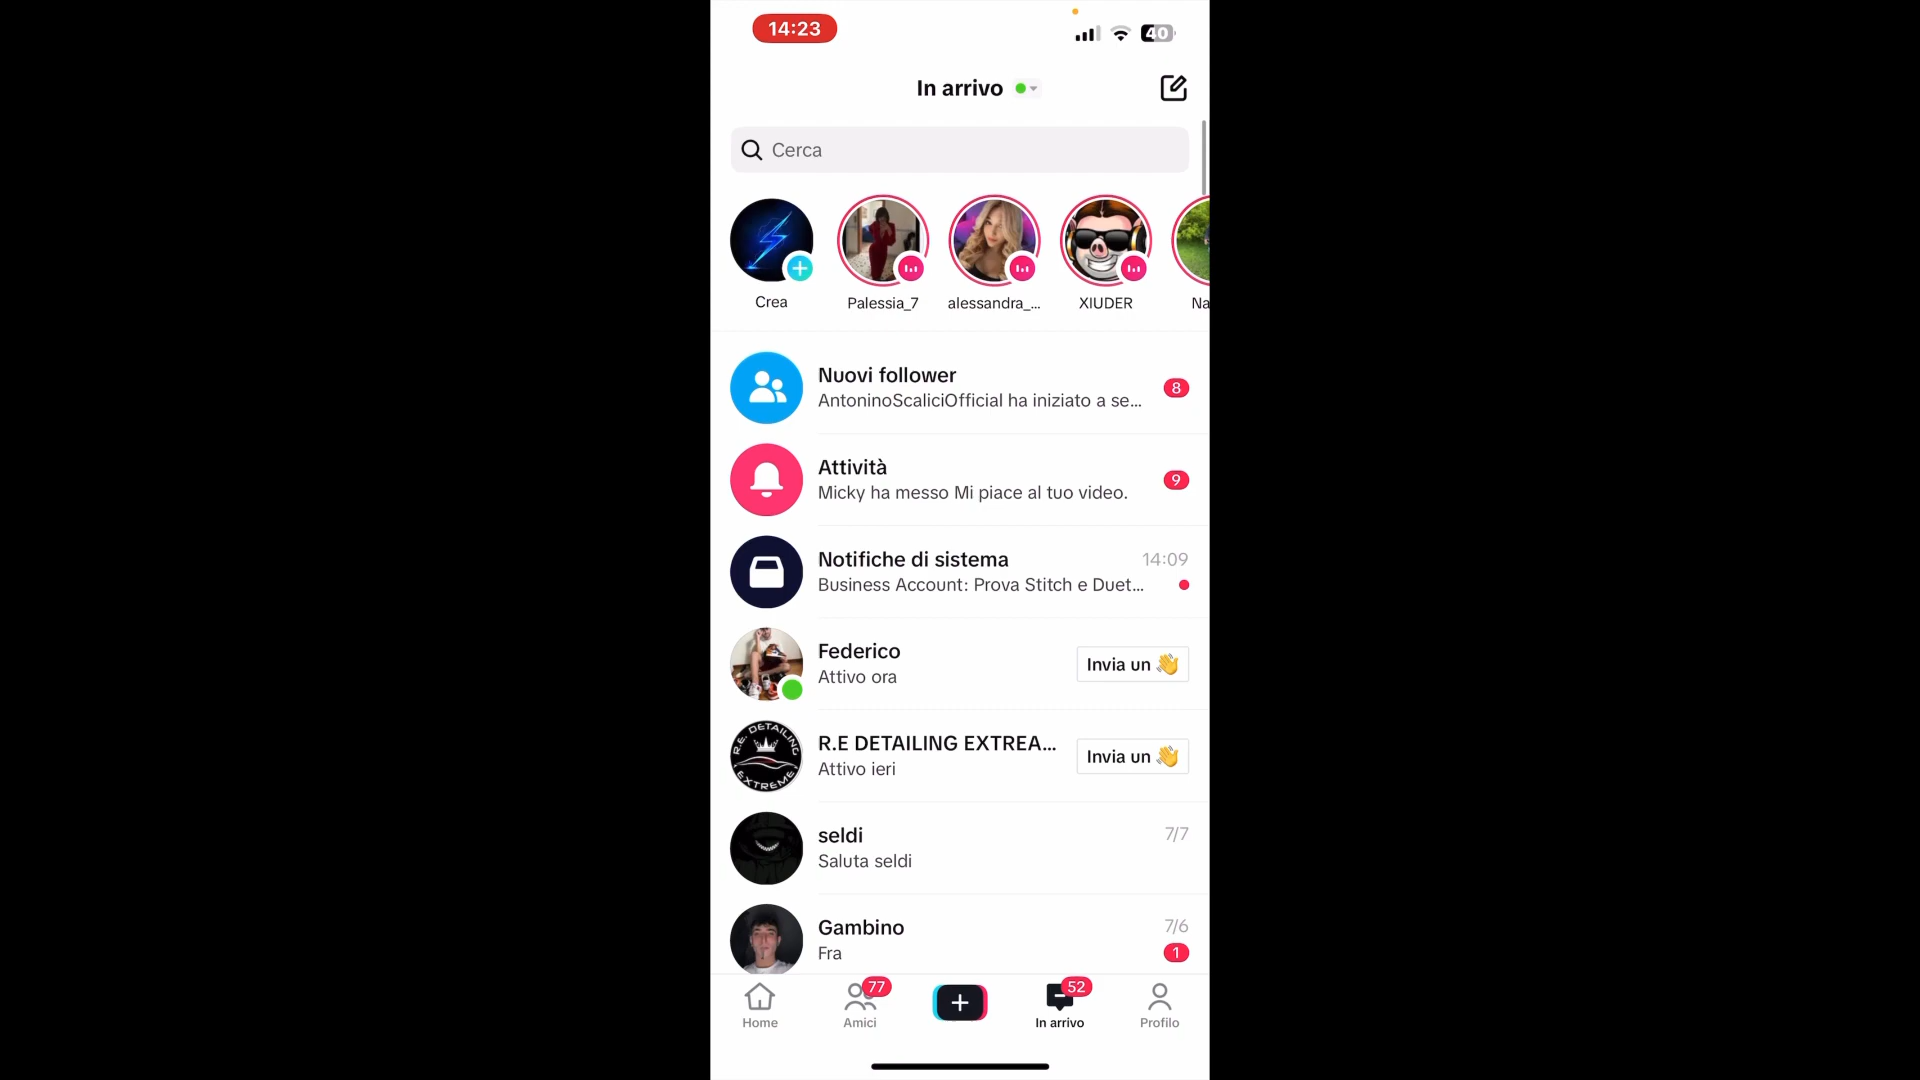 14:23
40
In arrivo
Cerca
Crea
Palessia_7
alessandra_...
XIUDER
Na
Nuovi follower
AntoninoScaliciOfficial ha iniziato a se...
8
Attività
Micky ha messo Mi piace al tuo video.
9
Notifiche di sistema
14:09
Business Account: Prova Stitch e Duet...
Federico
Attivo ora
Invia un 👋
R.E DETAILING EXTREA...
Attivo ieri
Invia un 👋
R.E. DETAILING
EXTREME
seldi
7/7
Saluta seldi
Gambino
7/6
Fra
1
77
52
Home
Amici
In arrivo
Profilo